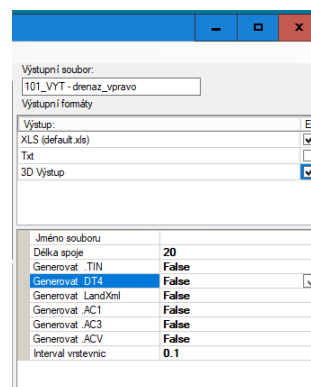 Výstupní soubor:
101_VYT - drenaz_vpravo
Výstupní formáty
Výstup: E
XLS (default.xls)
Txt
3D Výstup
Jméno souboru
Délka spoje 20
Generovat .TIN False
Generovat DT4 False
Generovat LandXml False
Generovat .AC1 False
Generovat .AC3 False
Generovat .ACV False
Interval vrstevnic 0.1